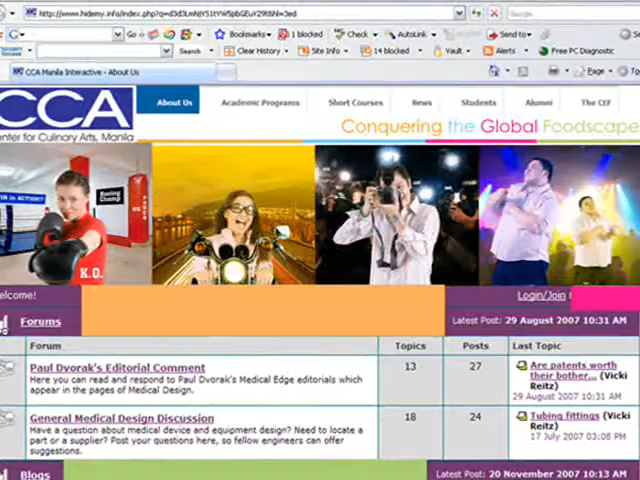 http://www.hidemy.info/index.php?q=
Go
Bookmarks
1 blocked
Check
AutoLink
Send to
Search
Clear History
Site Info
14 blocked
Vault
Alerts
Free PC Diagnostic
CCA Manila Interactive - About Us
Page
CCA
enter for Culinary Arts, Manila
About Us
Academic Programs
Short Courses
News
Students
Alumni
The CEF
Conquering the Global Foodscape
IN in ACTION!!
Boxing Champ
POWER
K.O.
elcome!
Login/Join
Forums
Latest Post: 29 August 2007 10:31 AM
Forum
Topics
Posts
Last Topic
Paul Dvorak's Editorial Comment
Here you can read and respond to Paul Dvorak's Medical Edge editorials which
appear in the pages of Medical Design.
13
27
Are patents worth
their bother... (Vicki
Reitz)
29 August 2007 10:31 AM
General Medical Design Discussion
Have a question about medical device and equipment design? Need to locate
a part or a supplier? Post your questions here, so fellow engineers can offer
suggestions.
18
24
Tubing fittings (Vicki
Reitz)
17 July 2007 03:08 PM
Blogs
Latest Post: 20 November 2007 10:13 AM